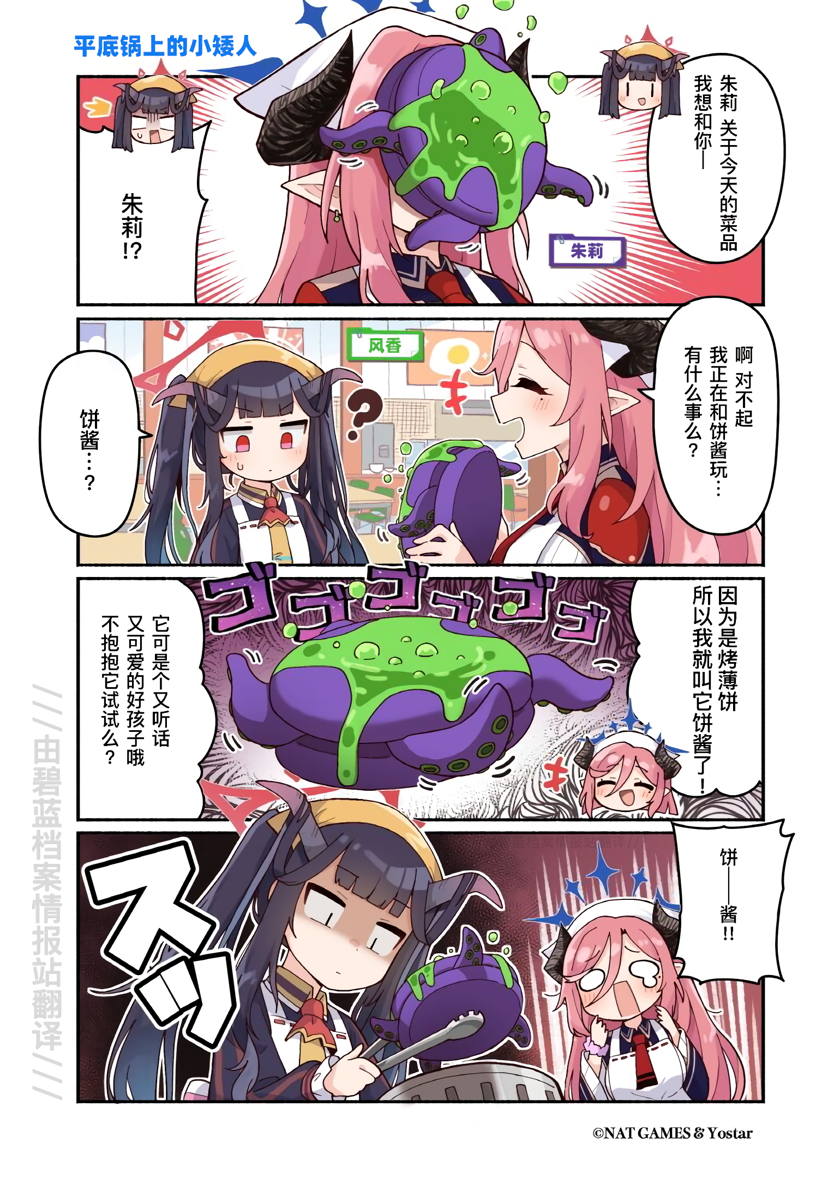 平底锅上的小矮人
朱莉 关于今天的菜品
我想和你—
朱莉
朱莉!?
啊 对不起
我正在和饼酱玩…
有什么事么?
风香
?
饼酱…?
因为是烤薄饼
所以我就叫它饼酱了!
ゴゴゴゴゴゴ
它可是个又听话
又可爱的好孩子哦
不抱抱它试试么?
饼——酱!!
スッ
///由碧蓝档案情报站翻译///
©NAT GAMES & Yostar